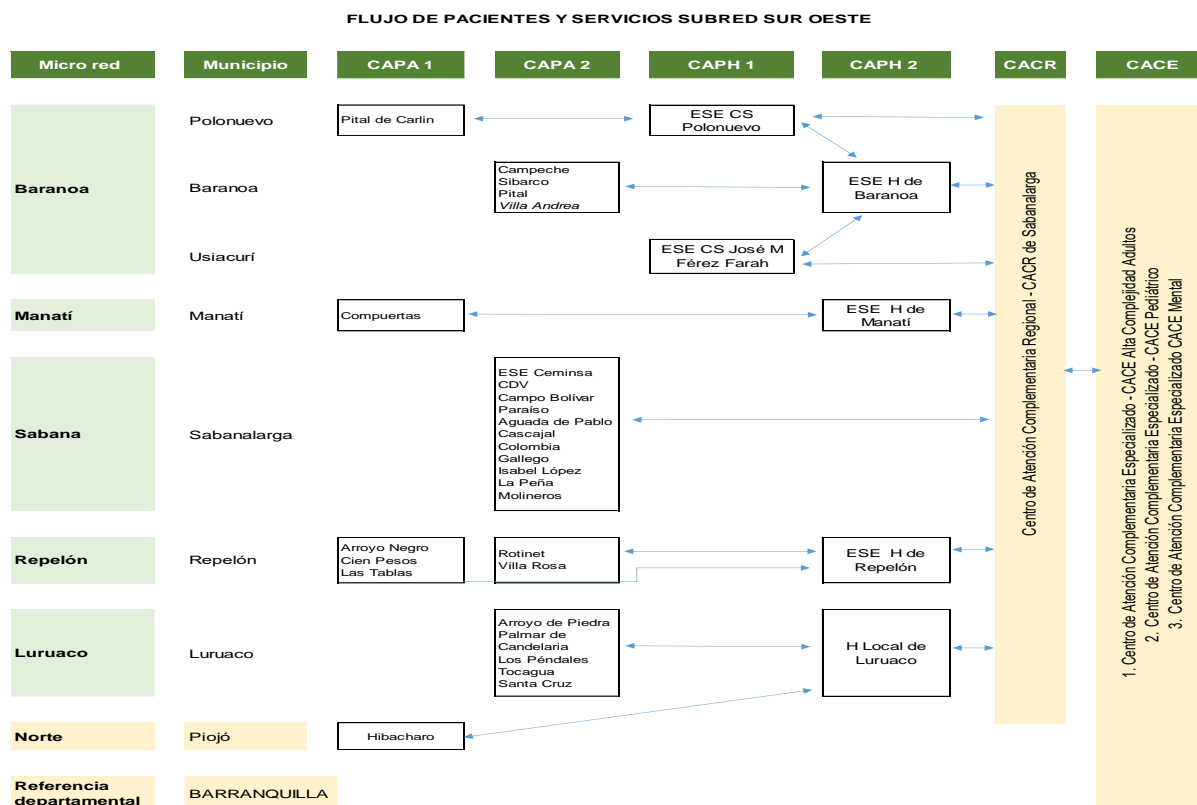 FLUJO DE PACIENTES Y SERVICIOS SUBRED SUR OESTE
Micro red
Municipio
CAPA 1
CAPA 2
CAPH 1
CAPH 2
CACR
CACE
Baranoa
Polonuevo
Pital de Carlin
ESE CS
Polonuevo
Baranoa
Campeche
Sibarco
Pital
Villa Andrea
ESE H de
Baranoa
Usiacurí
ESE CS José M
Férez Farah
Manatí
Manatí
Compuertas
ESE H de
Manatí
Sabana
Sabanalarga
ESE Ceminsa
CDV
Campo Bolívar
Paraíso
Aguada de Pablo
Cascajal
Colombia
Gallego
Isabel López
La Peña
Molineros
Repelón
Repelón
Arroyo Negro
Cien Pesos
Las Tablas
Rotinet
Villa Rosa
ESE H de
Repelón
Luruaco
Luruaco
Arroyo de Piedra
Palmar de
Candelaria
Los Péndales
Tocagua
Santa Cruz
H Local de
Luruaco
Norte
Piojó
Hibacharo
Referencia
departamental
BARRANQUILLA
Centro de Atención Complementaria Regional - CACR de Sabanalarga
1. Centro de Atención Complementaria Especializado - CACE Alta Complejidad Adultos
2. Centro de Atención Complementaria Especializado - CACE Pediátrico
3. Centro de Atención Complementaria Especializado CACE Mental